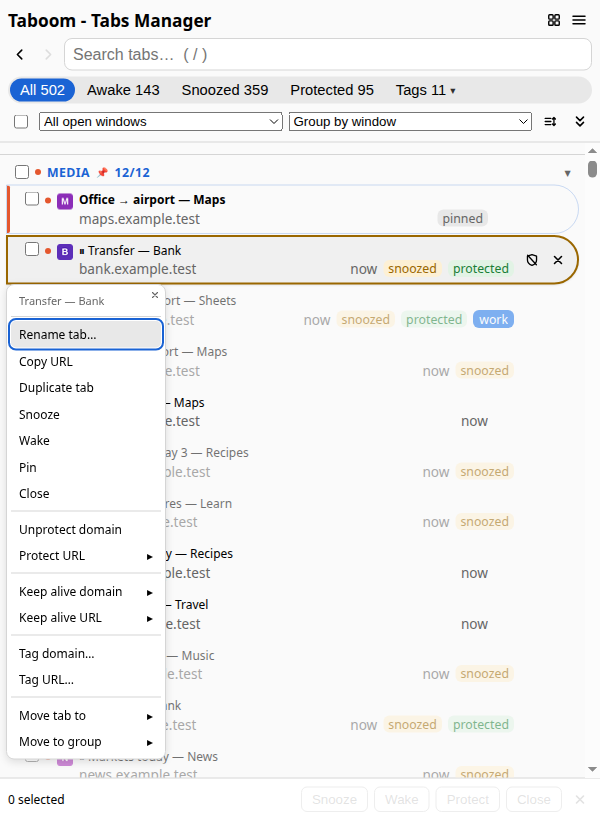 Taboom - Tabs Manager
Search tabs… ( / )
All 502 Awake 143 Snoozed 359 Protected 95 Tags 11 ▾
All open windows Group by window
MEDIA 📌 12/12 ▼
M Office → airport — Maps
maps.example.test pinned
B Transfer — Bank
bank.example.test now snoozed protected
Transfer — Bank ×
ort — Sheets
.test now snoozed protected work
Rename tab...
ort — Maps
Copy URL
e.test now snoozed
Duplicate tab
— Maps
Snooze
e.test now
Wake
ay 3 — Recipes
Pin
ble.test now snoozed
Close
res — Learn
.test now snoozed
Unprotect domain
y — Recipes
Protect URL ▶
ple.test now
Keep alive domain ▶
— Travel
Keep alive URL ▶
e.test now
Tag domain...
— Music
Tag URL...
le.test now snoozed
ank
Move tab to ▶
e.test now snoozed protected
Move to group ▶
Markets today — News
news.example.test now snoozed
0 selected Snooze Wake Protect Close ✕